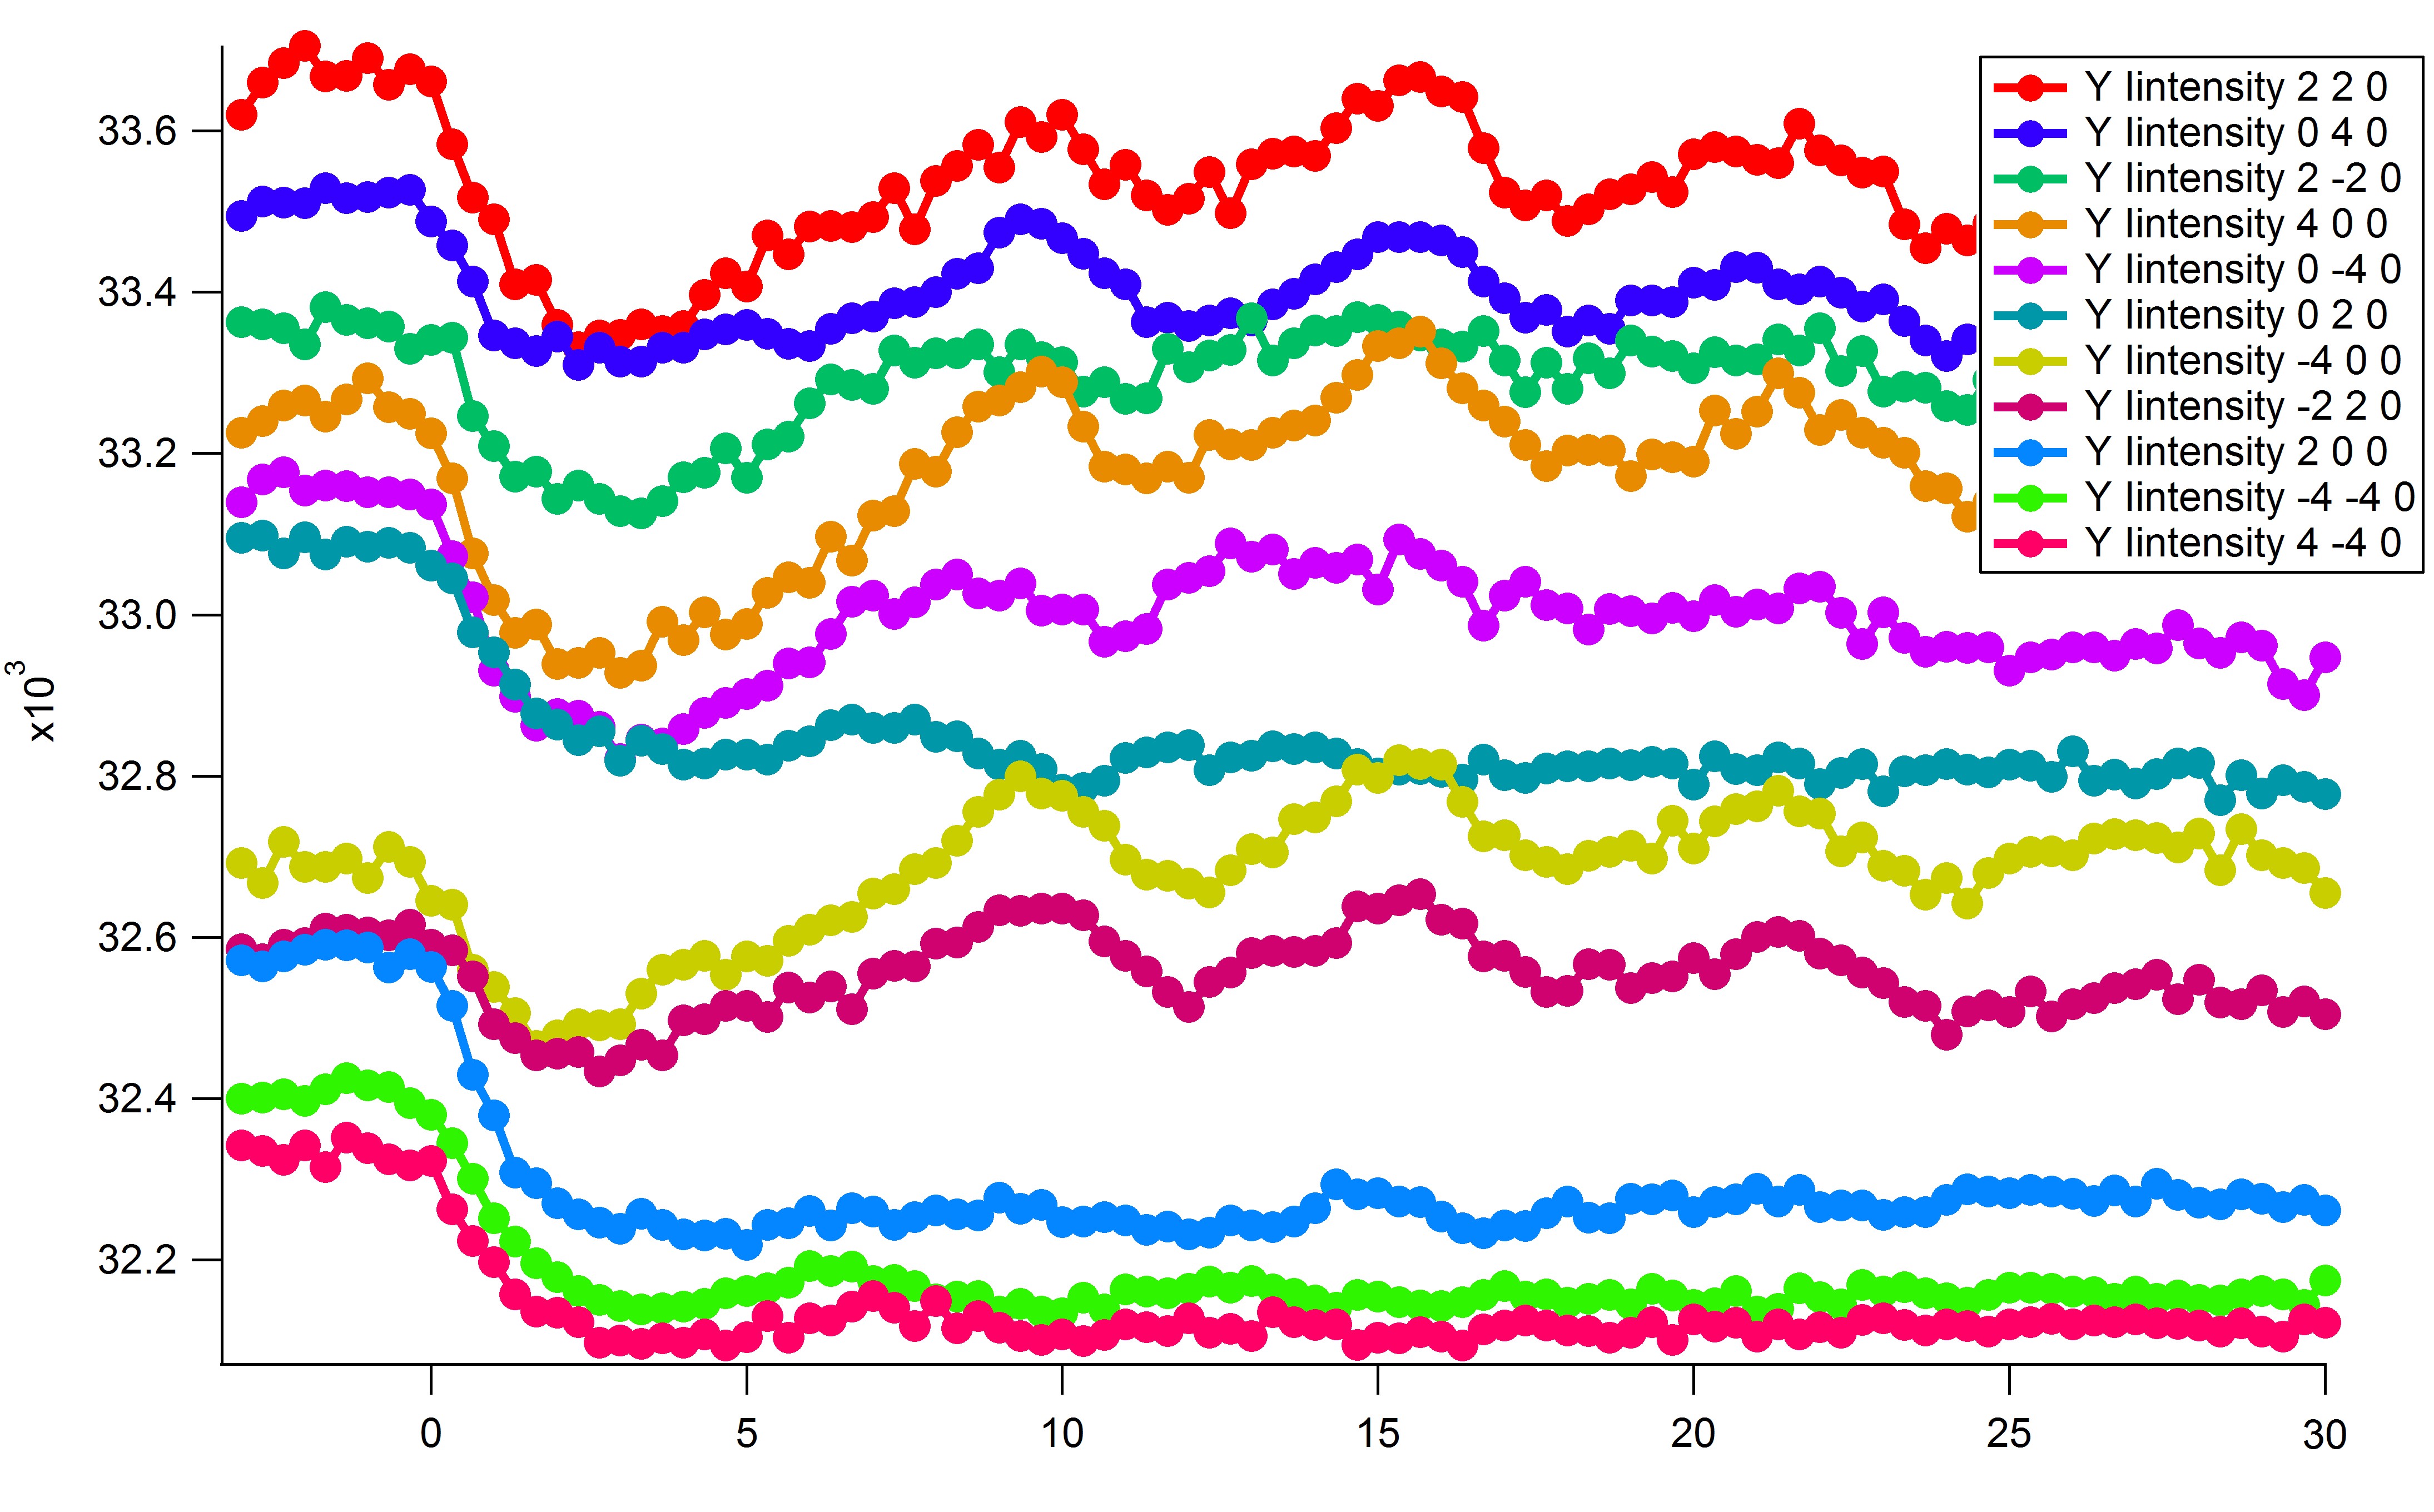 33.6
33.4
33.2
33.0
32.8
32.6
32.4
32.2
x10³
0 5 10 15 20 25 30
Y Iintensity 2 2 0
Y Iintensity 0 4 0
Y Iintensity 2 -2 0
Y Iintensity 4 0 0
Y Iintensity 0 -4 0
Y Iintensity 0 2 0
Y Iintensity -4 0 0
Y Iintensity -2 2 0
Y Iintensity 2 0 0
Y Iintensity -4 -4 0
Y Iintensity 4 -4 0